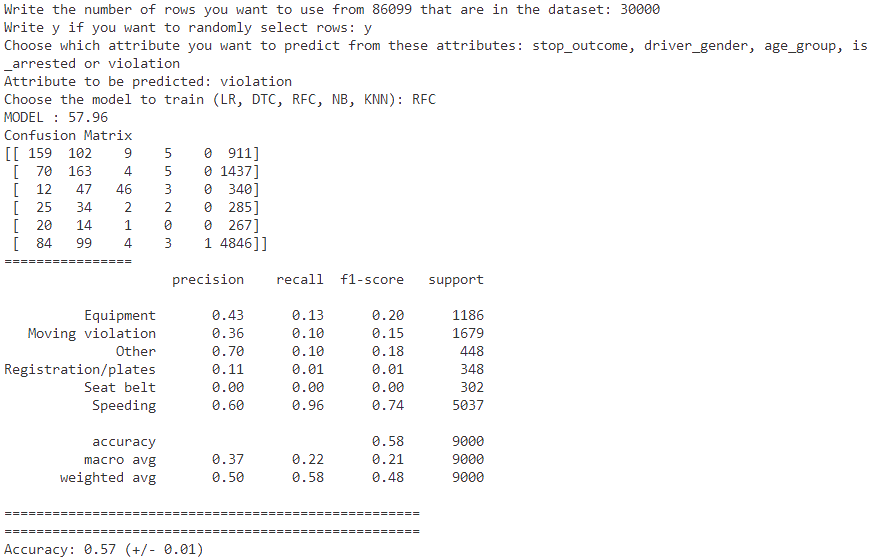 Write the number of rows you want to use from 86099 that are in the dataset: 30000
Write y if you want to randomly select rows: y
Choose which attribute you want to predict from these attributes: stop_outcome, driver_gender, age_group, is
_arrested or violation
Attribute to be predicted: violation
Choose the model to train (LR, DTC, RFC, NB, KNN): RFC
MODEL : 57.96
Confusion Matrix
[[ 159  102    9    5    0  911]
 [  70  163    4    5    0 1437]
 [  12   47   46    3    0  340]
 [  25   34    2    2    0  285]
 [  20   14    1    0    0  267]
 [  84   99    4    3    1 4846]]
================
                     precision    recall  f1-score   support
          Equipment       0.43      0.13      0.20      1186
   Moving violation       0.36      0.10      0.15      1679
              Other       0.70      0.10      0.18       448
Registration/plates       0.11      0.01      0.01       348
          Seat belt       0.00      0.00      0.00       302
           Speeding       0.60      0.96      0.74      5037
           accuracy                           0.58      9000
          macro avg       0.37      0.22      0.21      9000
       weighted avg       0.50      0.58      0.48      9000
====================================================
====================================================
Accuracy: 0.57 (+/- 0.01)